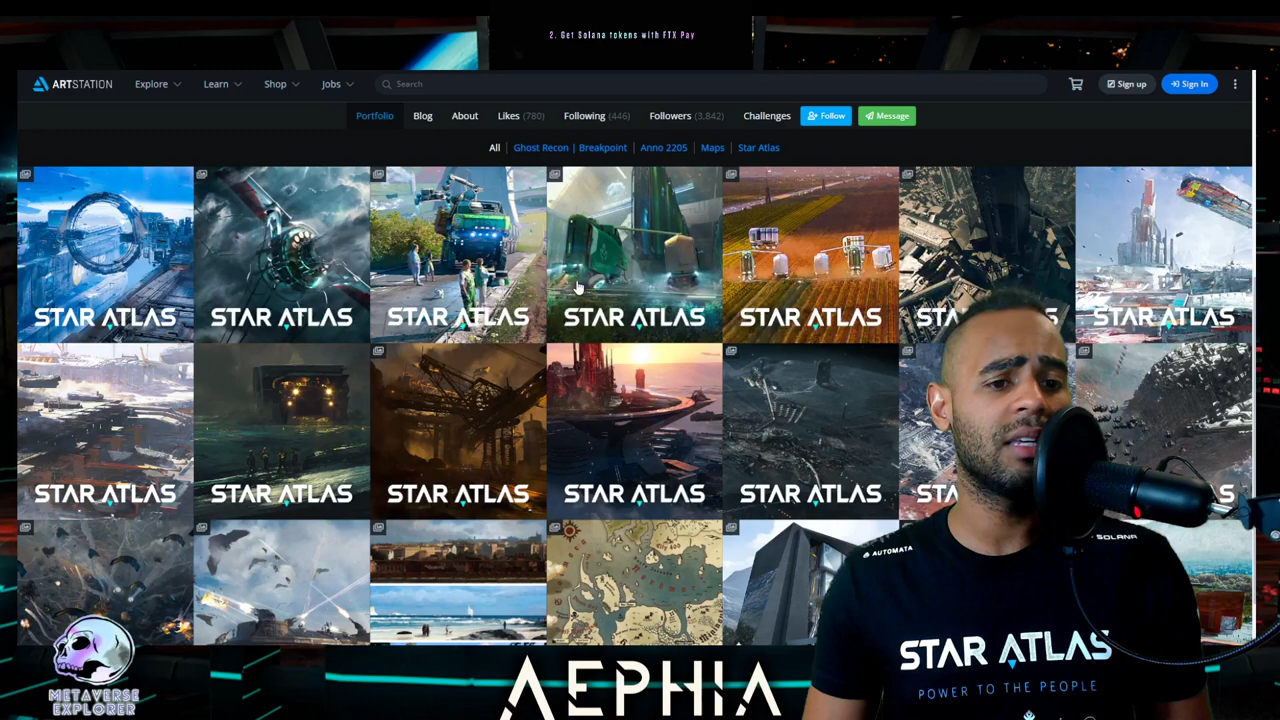 2. Get Solana tokens with FTX Pay
ARTSTATION Explore Learn Shop Jobs Search Sign up Sign In
Portfolio Blog About Likes (780) Following (446) Followers (3,842) Challenges Follow Message
All | Ghost Recon | Breakpoint | Anno 2205 | Maps | Star Atlas
STAR ATLAS STAR ATLAS STAR ATLAS STAR ATLAS STAR ATLAS STAR ATLAS
STAR ATLAS STAR ATLAS STAR ATLAS STAR ATLAS STAR ATLAS
AUTOMATA SOLANA
STAR ATLAS
POWER TO THE PEOPLE
METAVERSE
EXPLORER
AEPHIA